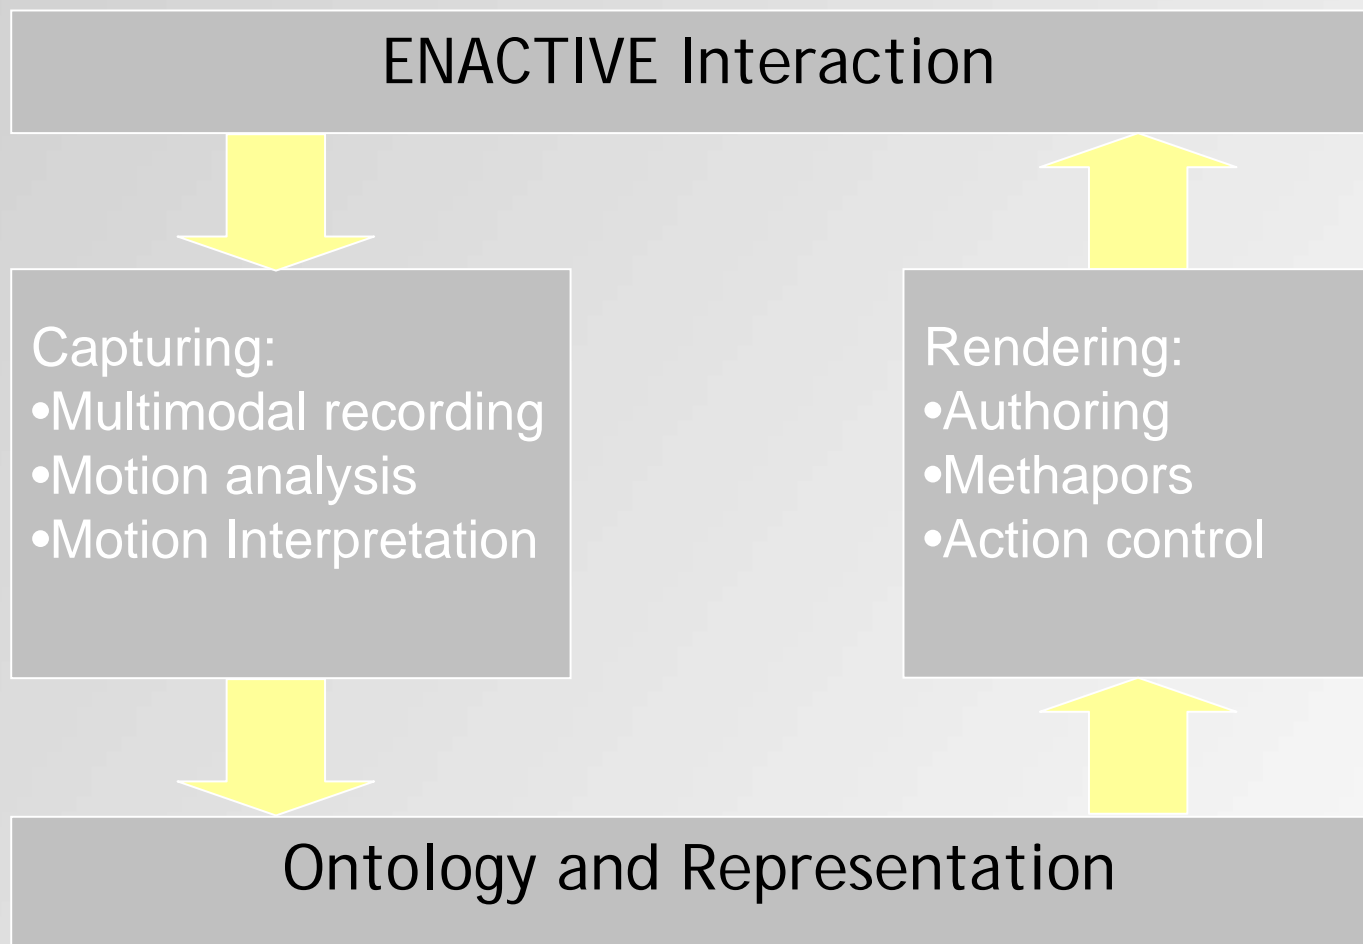 ENACTIVE Interaction
Capturing:
•Multimodal recording
•Motion analysis
•Motion Interpretation
Rendering:
•Authoring
•Methapors
•Action control
Ontology and Representation